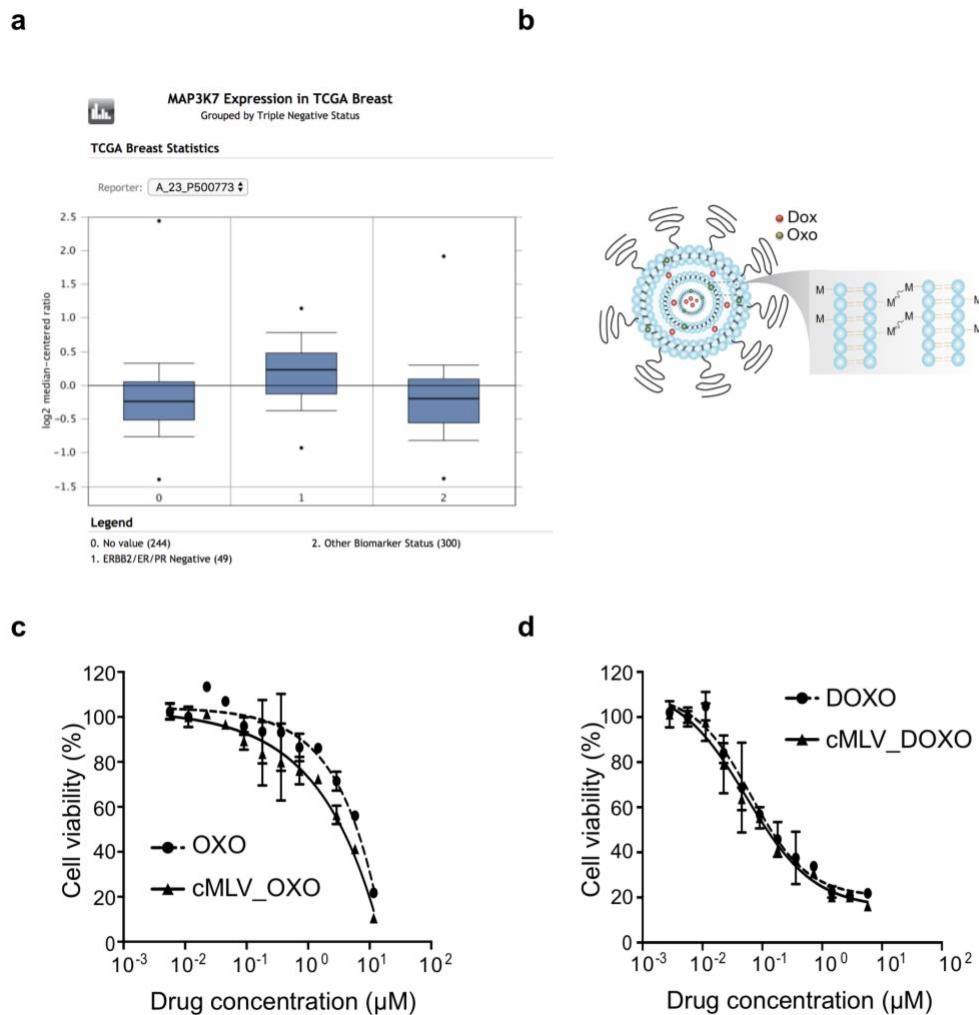 a
MAP3K7 Expression in TCGA Breast
Grouped by Triple Negative Status
TCGA Breast Statistics
Reporter: A_23_P500773
log2 median-centered ratio
2.5
2.0
1.5
1.0
0.5
0.0
-0.5
-1.0
-1.5
0 1 2
Legend
0. No value (244) 2. Other Biomarker Status (300)
1. ERBB2/ER/PR Negative (49)
b
Dox
Oxo
M M M
M M
M M M
c
Cell viability (%)
120
100
80
60
40
20
0
OXO
cMLV_OXO
10-3 10-2 10-1 100 101 102
Drug concentration (µM)
d
Cell viability (%)
120
100
80
60
40
20
0
DOXO
cMLV_DOXO
10-3 10-2 10-1 100 101 102
Drug concentration (µM)